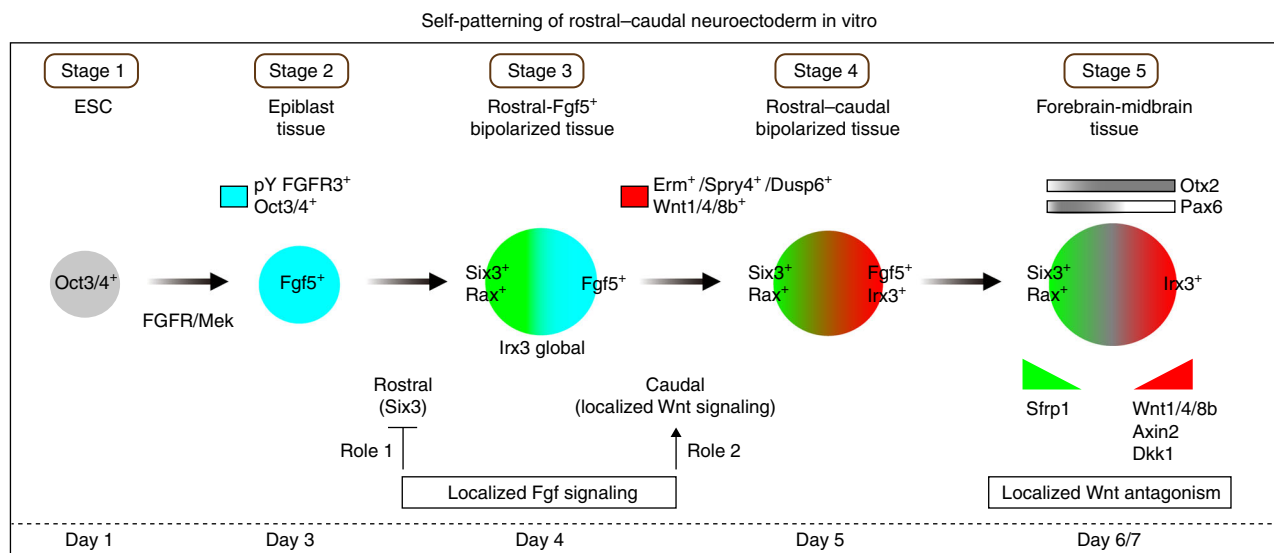 Self-patterning of rostral–caudal neuroectoderm in vitro
Stage 1
ESC
Stage 2
Epiblast
tissue
Stage 3
Rostral-Fgf5⁺
bipolarized tissue
Stage 4
Rostral–caudal
bipolarized tissue
Stage 5
Forebrain-midbrain
tissue
pY FGFR3⁺
Oct3/4⁺
Erm⁺ /Spry4⁺ /Dusp6⁺
Wnt1/4/8b⁺
Otx2
Pax6
Oct3/4⁺
FGFR/Mek
Fgf5⁺
Six3⁺
Rax⁺
Fgf5⁺
Irx3 global
Six3⁺
Rax⁺
Fgf5⁺
Irx3⁺
Six3⁺
Rax⁺
Irx3⁺
Rostral
(Six3)
Role 1
Caudal
(localized Wnt signaling)
Role 2
Localized Fgf signaling
Sfrp1
Wnt1/4/8b
Axin2
Dkk1
Localized Wnt antagonism
Day 1
Day 3
Day 4
Day 5
Day 6/7